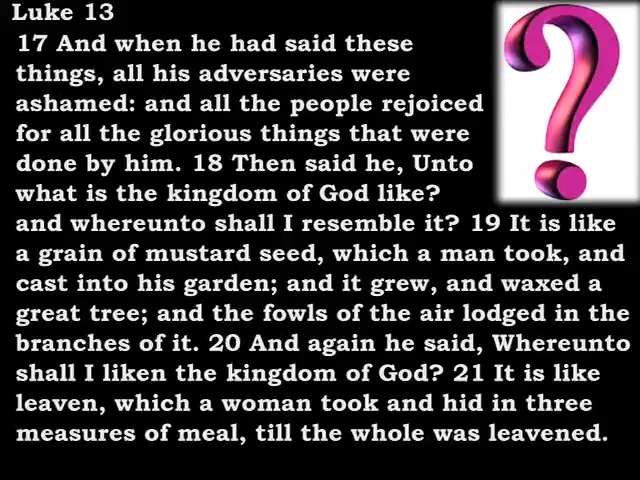 Luke 13
17 And when he had said these
things, all his adversaries were
ashamed: and all the people rejoiced
for all the glorious things that were
done by him. 18 Then said he, Unto
what is the kingdom of God like?
and whereunto shall I resemble it? 19 It is like
a grain of mustard seed, which a man took, and
cast into his garden; and it grew, and waxed a
great tree; and the fowls of the air lodged in the
branches of it. 20 And again he said, Whereunto
shall I liken the kingdom of God? 21 It is like
leaven, which a woman took and hid in three
measures of meal, till the whole was leavened.
?